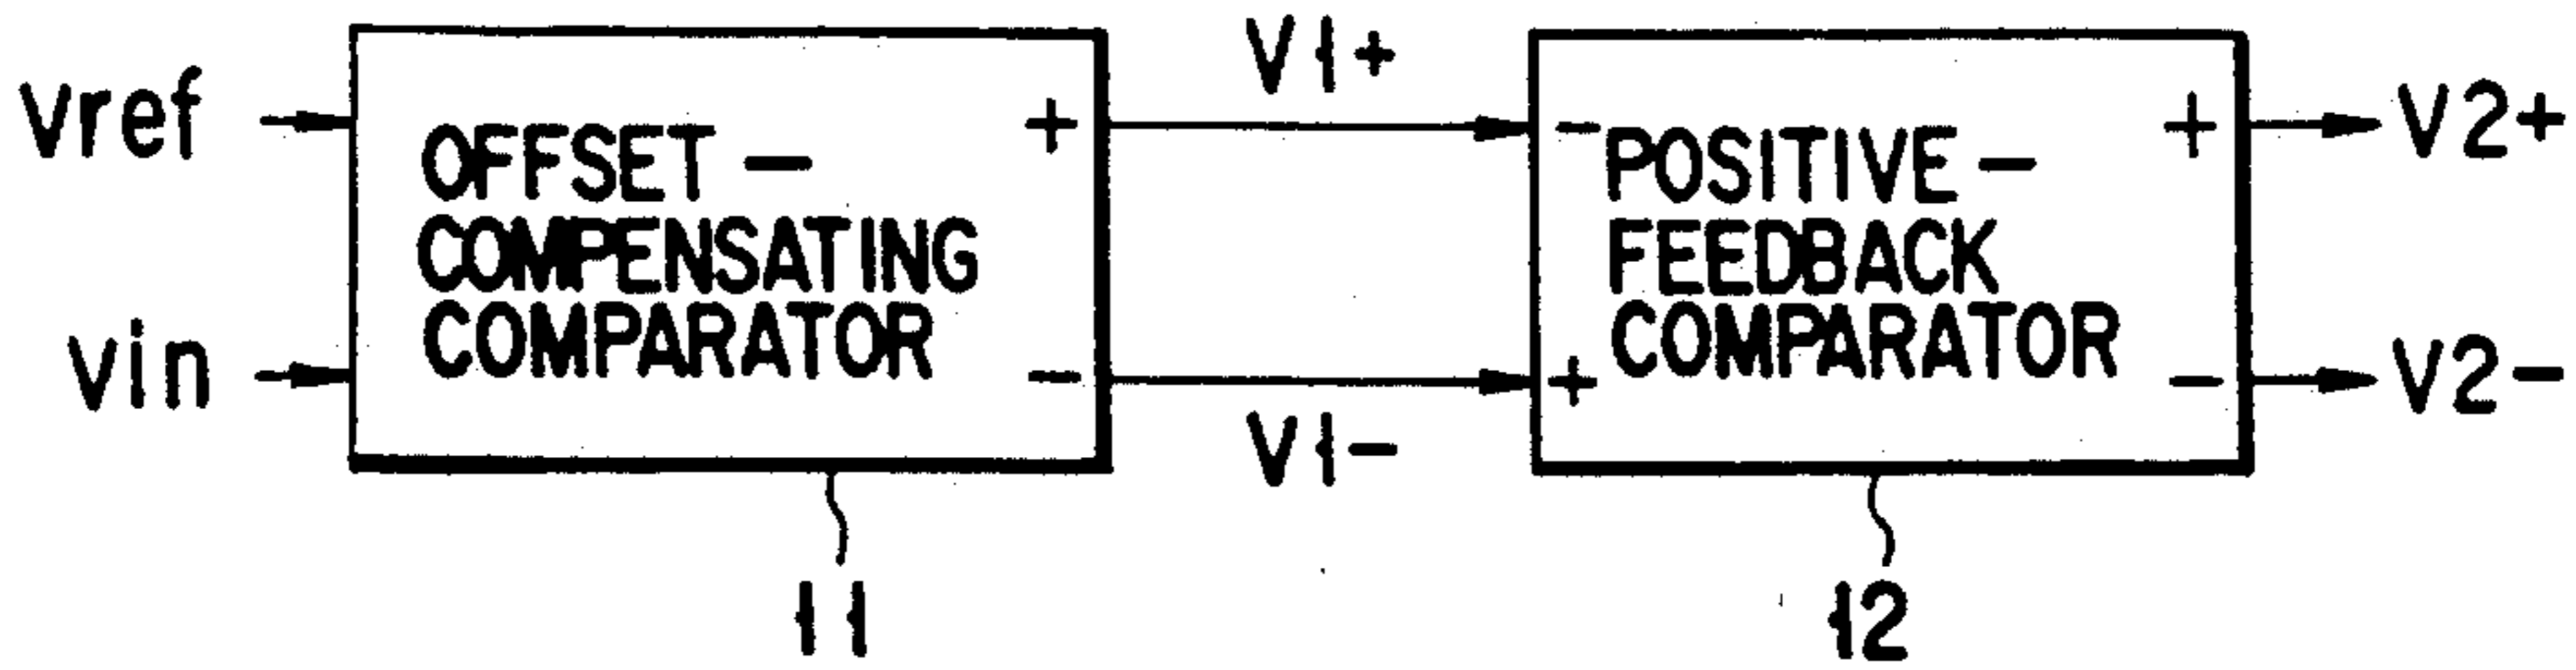 vref
vin
OFFSET-
COMPENSATING
COMPARATOR
+
-
V1+
V1-
-
+
POSITIVE-
FEEDBACK
COMPARATOR
+
-
V2+
V2-
11
12